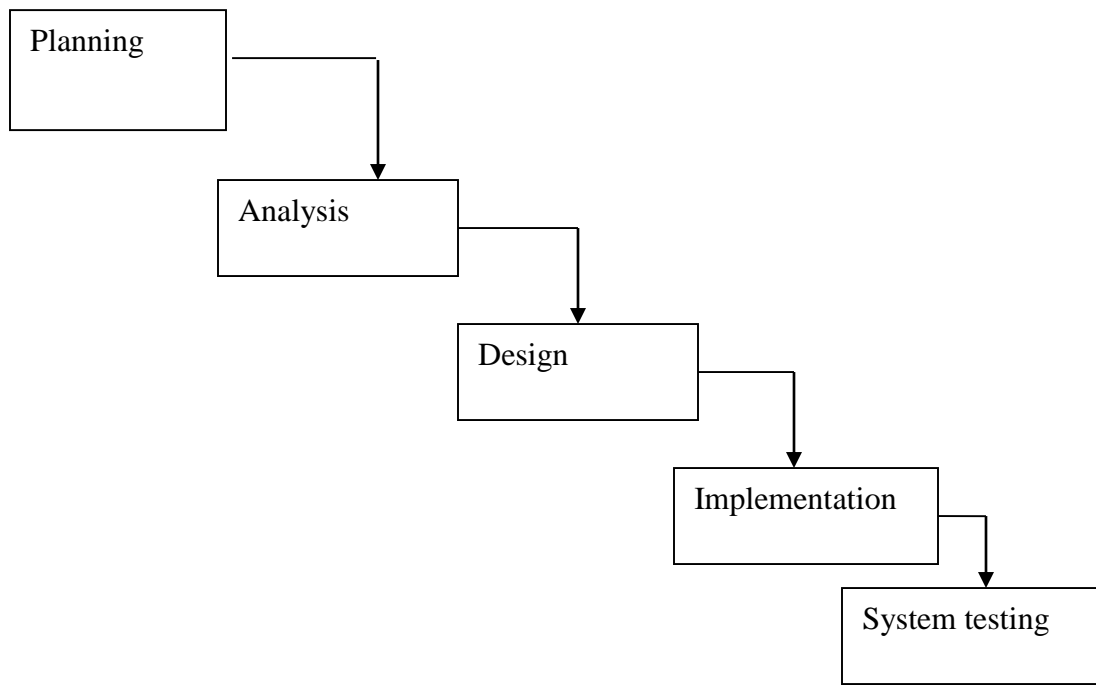 Planning
Analysis
Design
Implementation
System testing